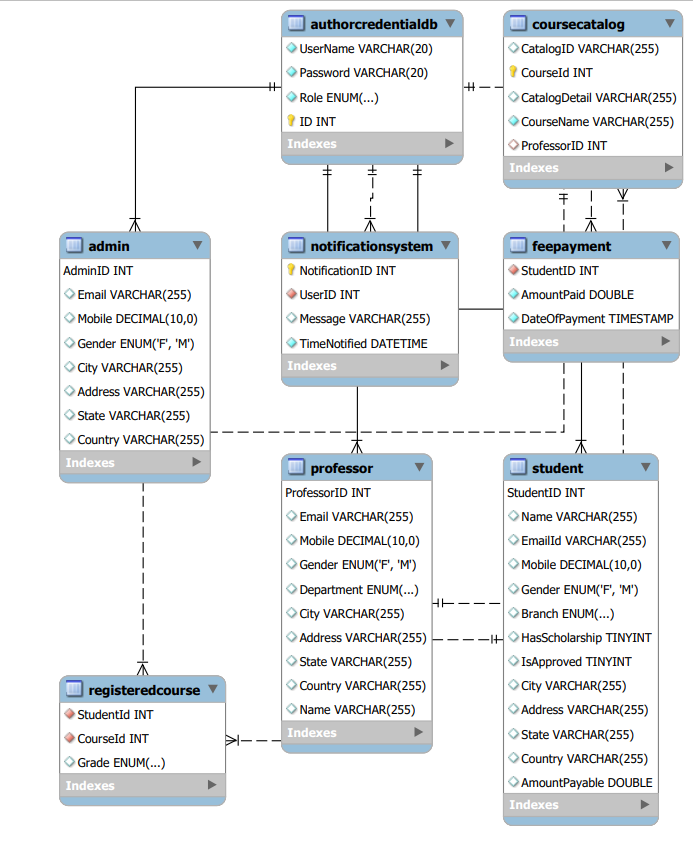 authorcredentialdb
UserName VARCHAR(20)
Password VARCHAR(20)
Role ENUM(...)
ID INT
Indexes
coursecatalog
CatalogID VARCHAR(255)
CourseId INT
CatalogDetail VARCHAR(255)
CourseName VARCHAR(255)
ProfessorID INT
Indexes
admin
AdminID INT
Email VARCHAR(255)
Mobile DECIMAL(10,0)
Gender ENUM('F', 'M')
City VARCHAR(255)
Address VARCHAR(255)
State VARCHAR(255)
Country VARCHAR(255)
Indexes
notificationsystem
NotificationID INT
UserID INT
Message VARCHAR(255)
TimeNotified DATETIME
Indexes
feepayment
StudentID INT
AmountPaid DOUBLE
DateOfPayment TIMESTAMP
Indexes
professor
ProfessorID INT
Email VARCHAR(255)
Mobile DECIMAL(10,0)
Gender ENUM('F', 'M')
Department ENUM(...)
City VARCHAR(255)
Address VARCHAR(255)
State VARCHAR(255)
Country VARCHAR(255)
Name VARCHAR(255)
Indexes
student
StudentID INT
Name VARCHAR(255)
EmailId VARCHAR(255)
Mobile DECIMAL(10,0)
Gender ENUM('F', 'M')
Branch ENUM(...)
HasScholarship TINYINT
IsApproved TINYINT
City VARCHAR(255)
Address VARCHAR(255)
State VARCHAR(255)
Country VARCHAR(255)
AmountPayable DOUBLE
Indexes
registeredcourse
StudentId INT
CourseId INT
Grade ENUM(...)
Indexes